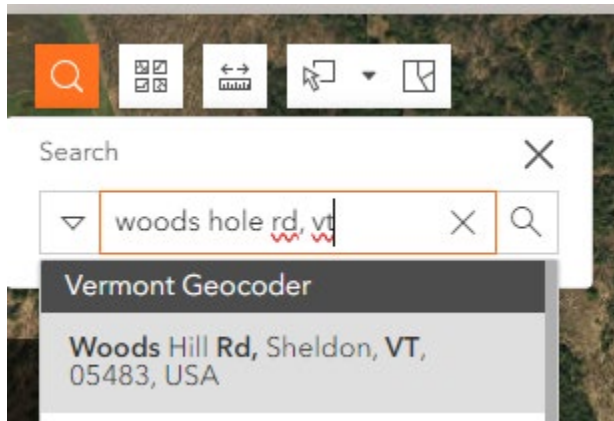 Search
woods hole rd, vt
Vermont Geocoder
Woods Hill Rd, Sheldon, VT,
05483, USA